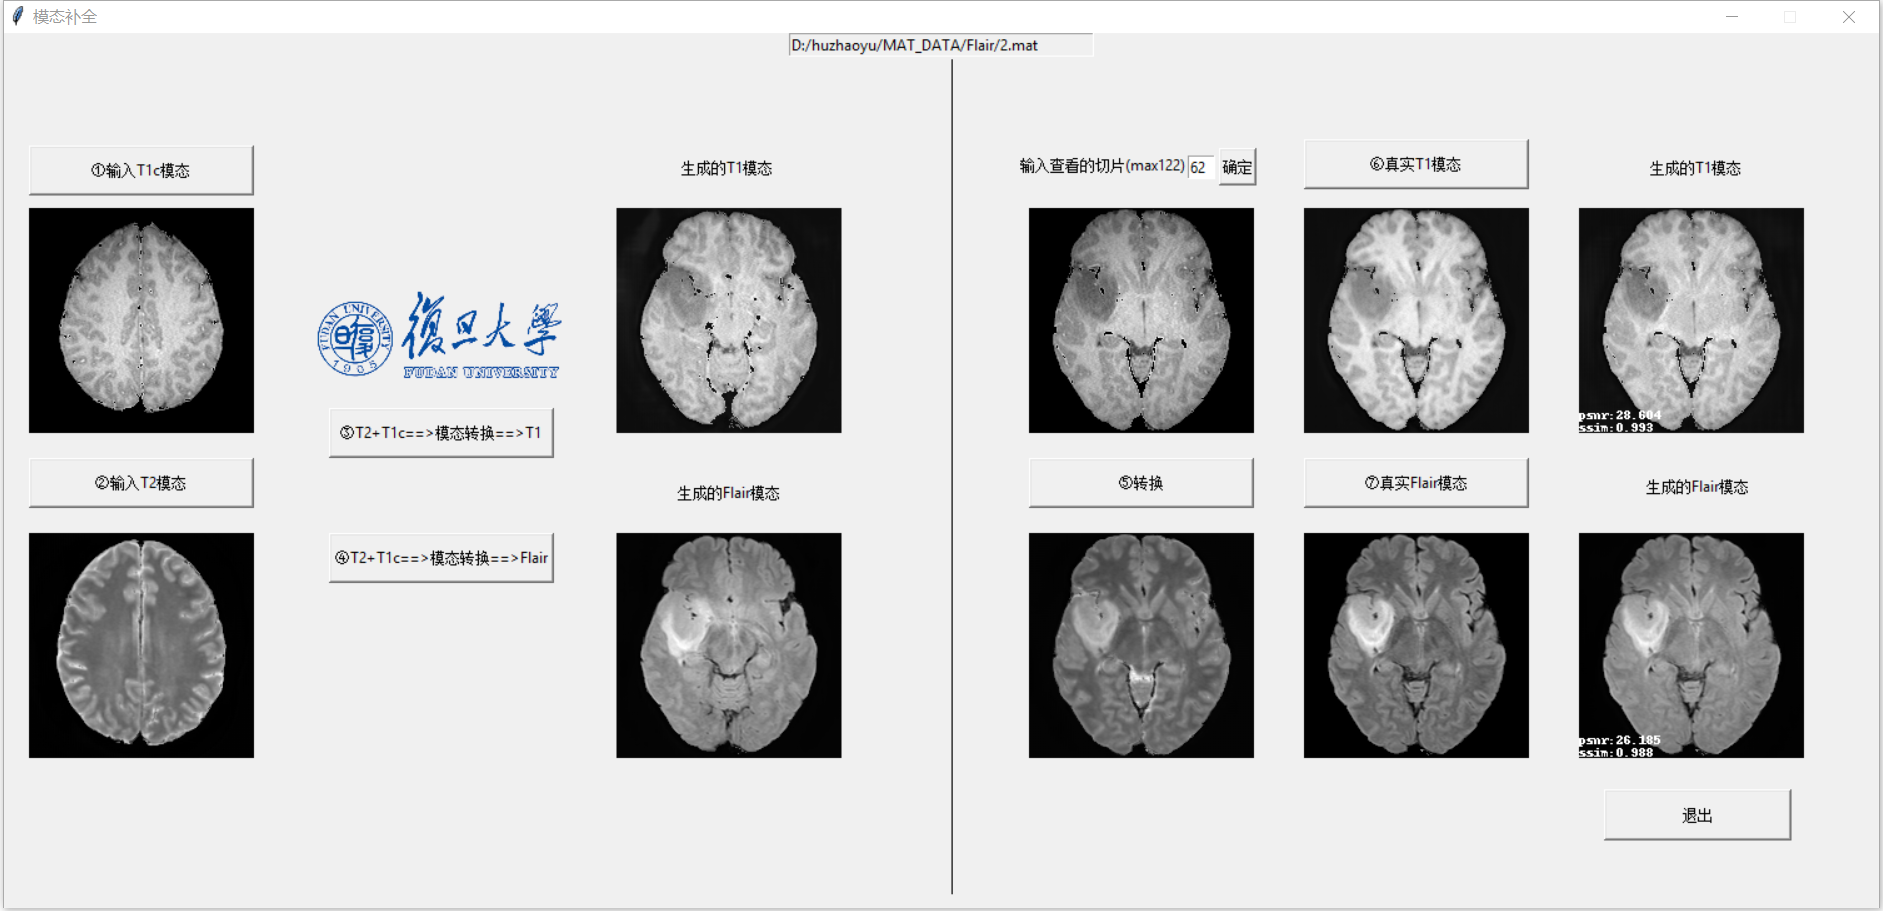 模态补全
D:/huzhaoyu/MAT_DATA/Flair/2.mat
①输入T1c模态
生成的T1模态
输入查看的切片(max122) 62 确定
⑥真实T1模态
生成的T1模态
FUDAN UNIVERSITY
1905
復旦大學
FUDAN UNIVERSITY
psnr:28.604
ssim:0.993
③T2+T1c==>模态转换==>T1
②输入T2模态
生成的Flair模态
⑤转换
⑦真实Flair模态
生成的Flair模态
④T2+T1c==>模态转换==>Flair
psnr:26.185
ssim:0.988
退出